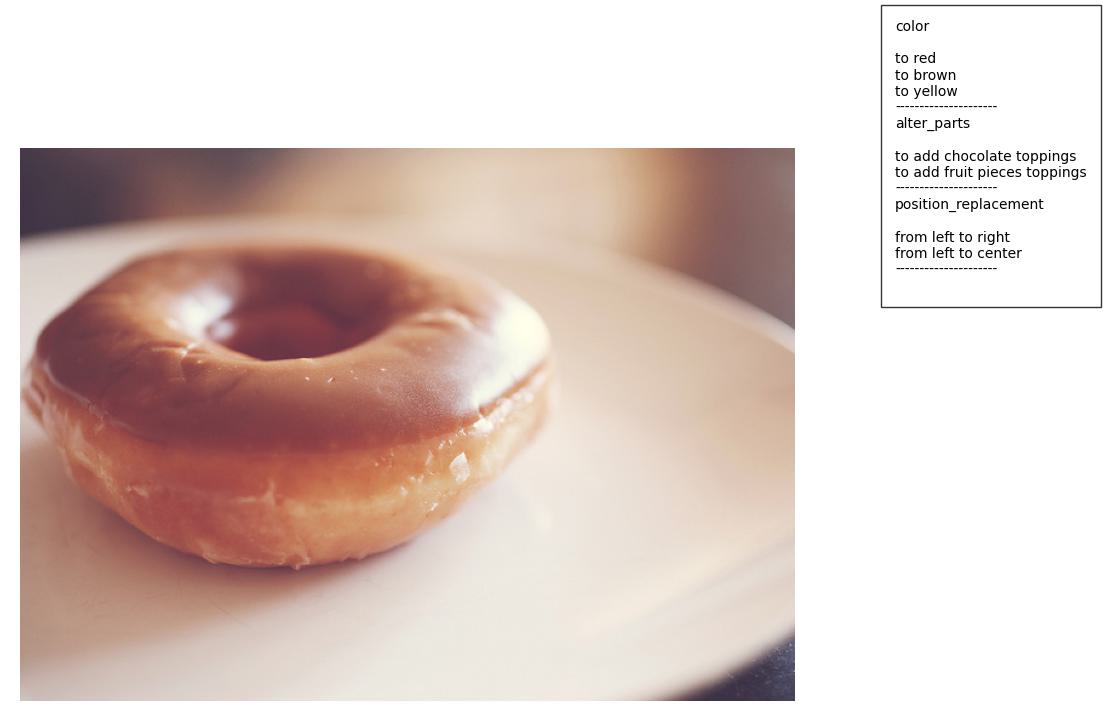 color
to red
to brown
to yellow
---------------------
alter_parts
to add chocolate toppings
to add fruit pieces toppings
---------------------
position_replacement
from left to right
from left to center
---------------------